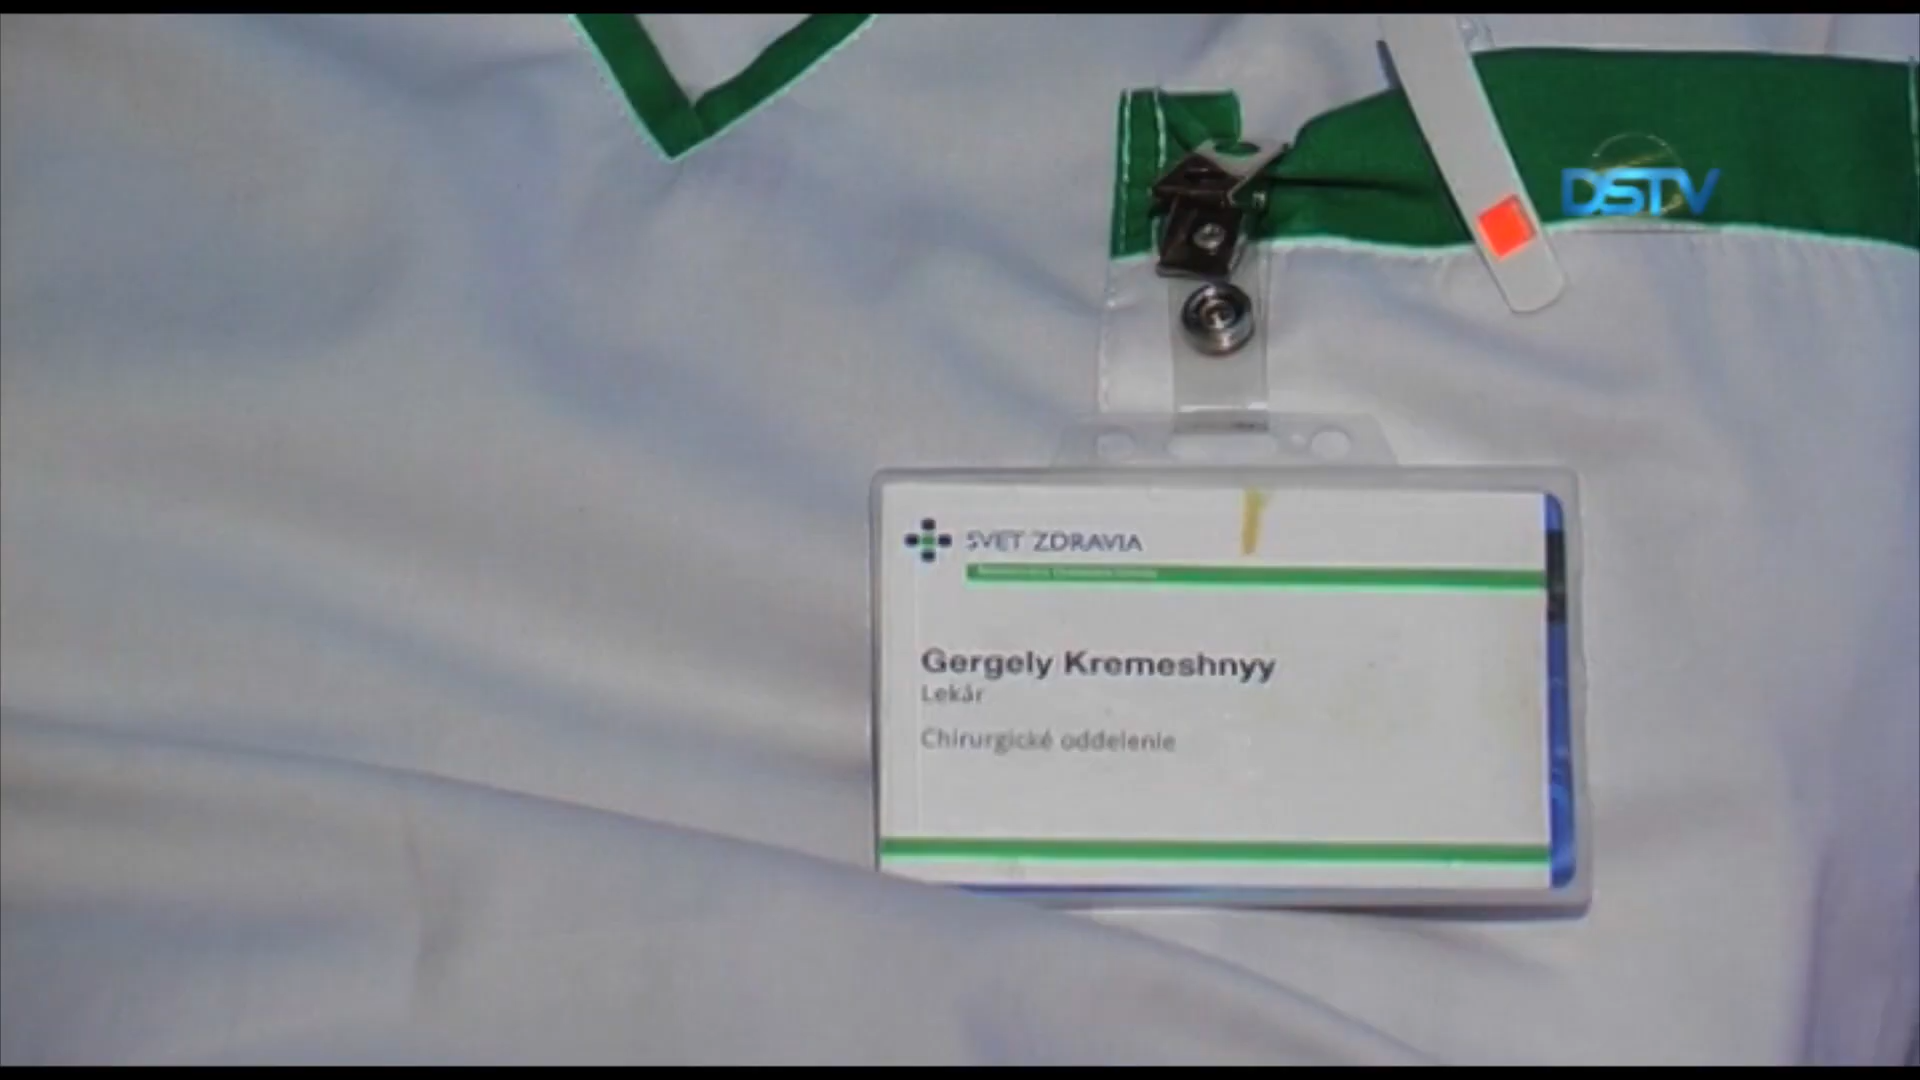 DSTV
SVET ZDRAVIA
Gergely Kremeshnyy
Lekár
Chirurgické oddelenie